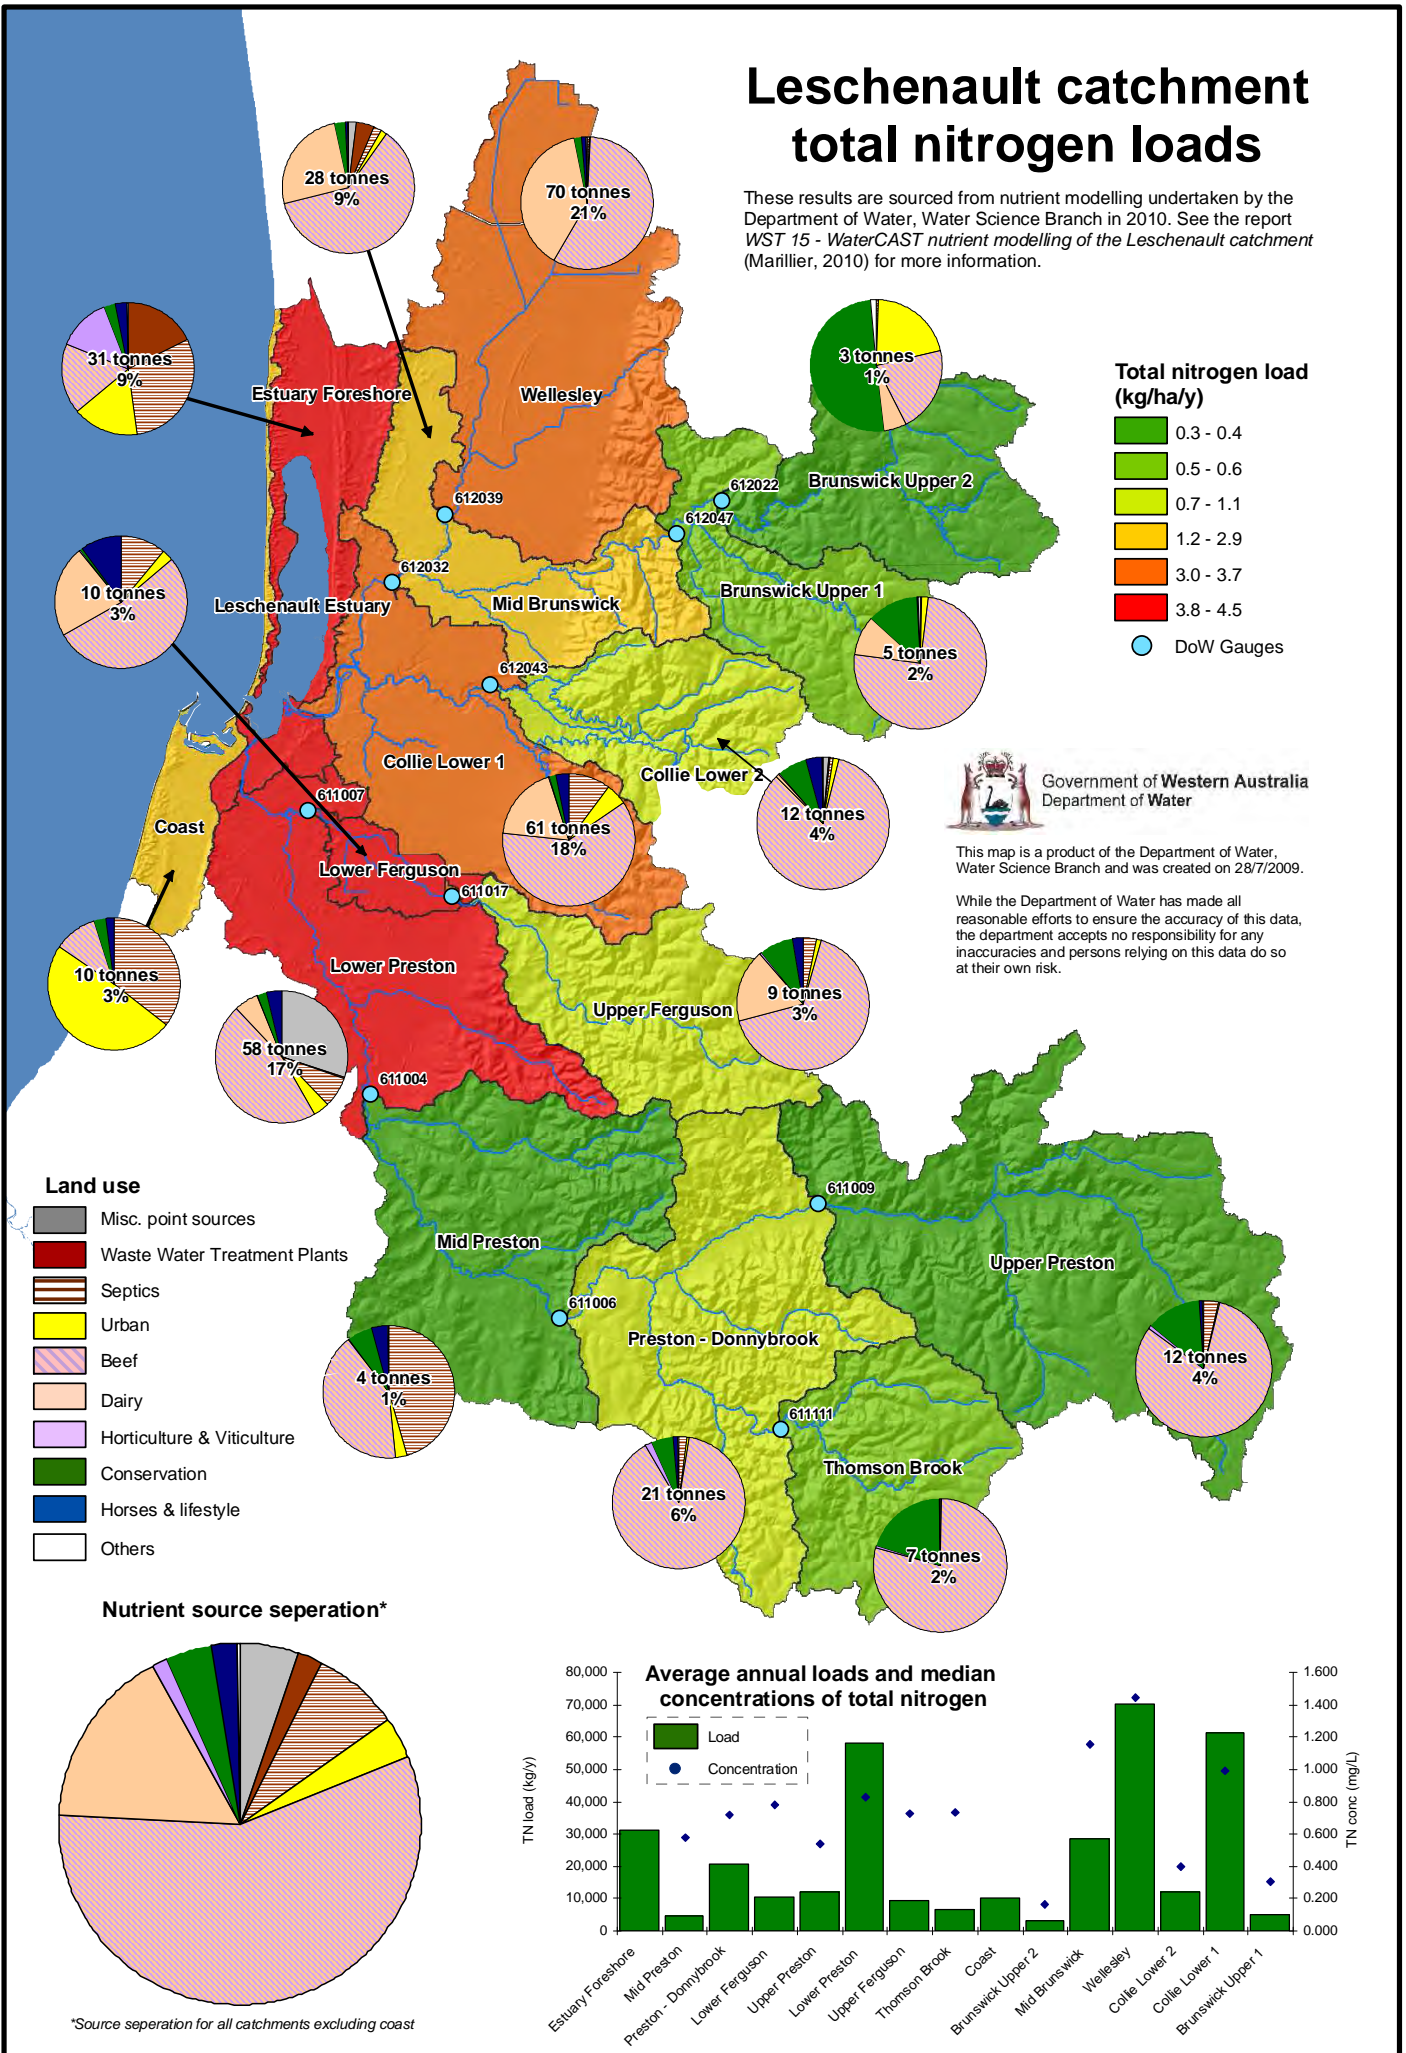 Leschenault catchment
total nitrogen loads
These results are sourced from nutrient modelling undertaken by the
Department of Water, Water Science Branch in 2010. See the report
WST 15 - WaterCAST nutrient modelling of the Leschenault catchment
(Marillier, 2010) for more information.
28 tonnes
9%
70 tonnes
21%
31 tonnes
9%
3 tonnes
1%
Estuary Foreshore
Wellesley
Brunswick Upper 2
612039
612022
612047
10 tonnes
3%
612032
Leschenault Estuary
Mid Brunswick
Brunswick Upper 1
5 tonnes
2%
612043
Collie Lower 1
Collie Lower 2
12 tonnes
4%
611007
Coast
61 tonnes
18%
Lower Ferguson
611017
Lower Preston
10 tonnes
3%
9 tonnes
3%
Upper Ferguson
58 tonnes
17%
611004
611009
Mid Preston
Upper Preston
611006
Preston - Donnybrook
4 tonnes
1%
12 tonnes
4%
611111
Thomson Brook
21 tonnes
6%
7 tonnes
2%
Total nitrogen load
(kg/ha/y)
0.3 - 0.4
0.5 - 0.6
0.7 - 1.1
1.2 - 2.9
3.0 - 3.7
3.8 - 4.5
DoW Gauges
Government of Western Australia
Department of Water
This map is a product of the Department of Water,
Water Science Branch and was created on 28/7/2009.
While the Department of Water has made all
reasonable efforts to ensure the accuracy of this data,
the department accepts no responsibility for any
inaccuracies and persons relying on this data do so
at their own risk.
Land use
Misc. point sources
Waste Water Treatment Plants
Septics
Urban
Beef
Dairy
Horticulture & Viticulture
Conservation
Horses & lifestyle
Others
Nutrient source seperation*
*Source seperation for all catchments excluding coast
Average annual loads and median
concentrations of total nitrogen
Load
Concentration
TN load (kg/y)
80,000
70,000
60,000
50,000
40,000
30,000
20,000
10,000
0
1.600
1.400
1.200
1.000
0.800
0.600
0.400
0.200
0.000
TN conc (mg/L)
Estuary Foreshore
Mid Preston
Preston - Donnybrook
Lower Ferguson
Upper Preston
Lower Preston
Upper Ferguson
Thomson Brook
Coast
Brunswick Upper 2
Mid Brunswick
Wellesley
Collie Lower 2
Collie Lower 1
Brunswick Upper 1